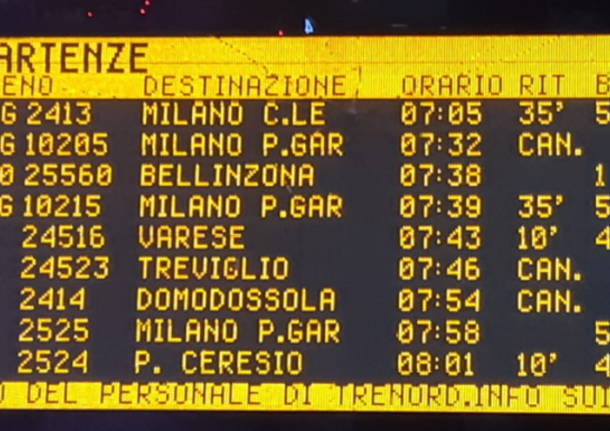 ARTENZE
ENO DESTINAZIONE ORARIO RIT B
G 2413 MILANO C.LE 07:05 35' 5
G 10205 MILANO P.GAR 07:32 CAN.
0 25560 BELLINZONA 07:38 1
G 10215 MILANO P.GAR 07:39 35' 5
24516 VARESE 07:43 10' 4
24523 TREVIGLIO 07:46 CAN.
2414 DOMODOSSOLA 07:54 CAN.
2525 MILANO P.GAR 07:58 5
2524 P. CERESIO 08:01 10' 4
O DEL PERSONALE DI TRENORD.INFO SUI